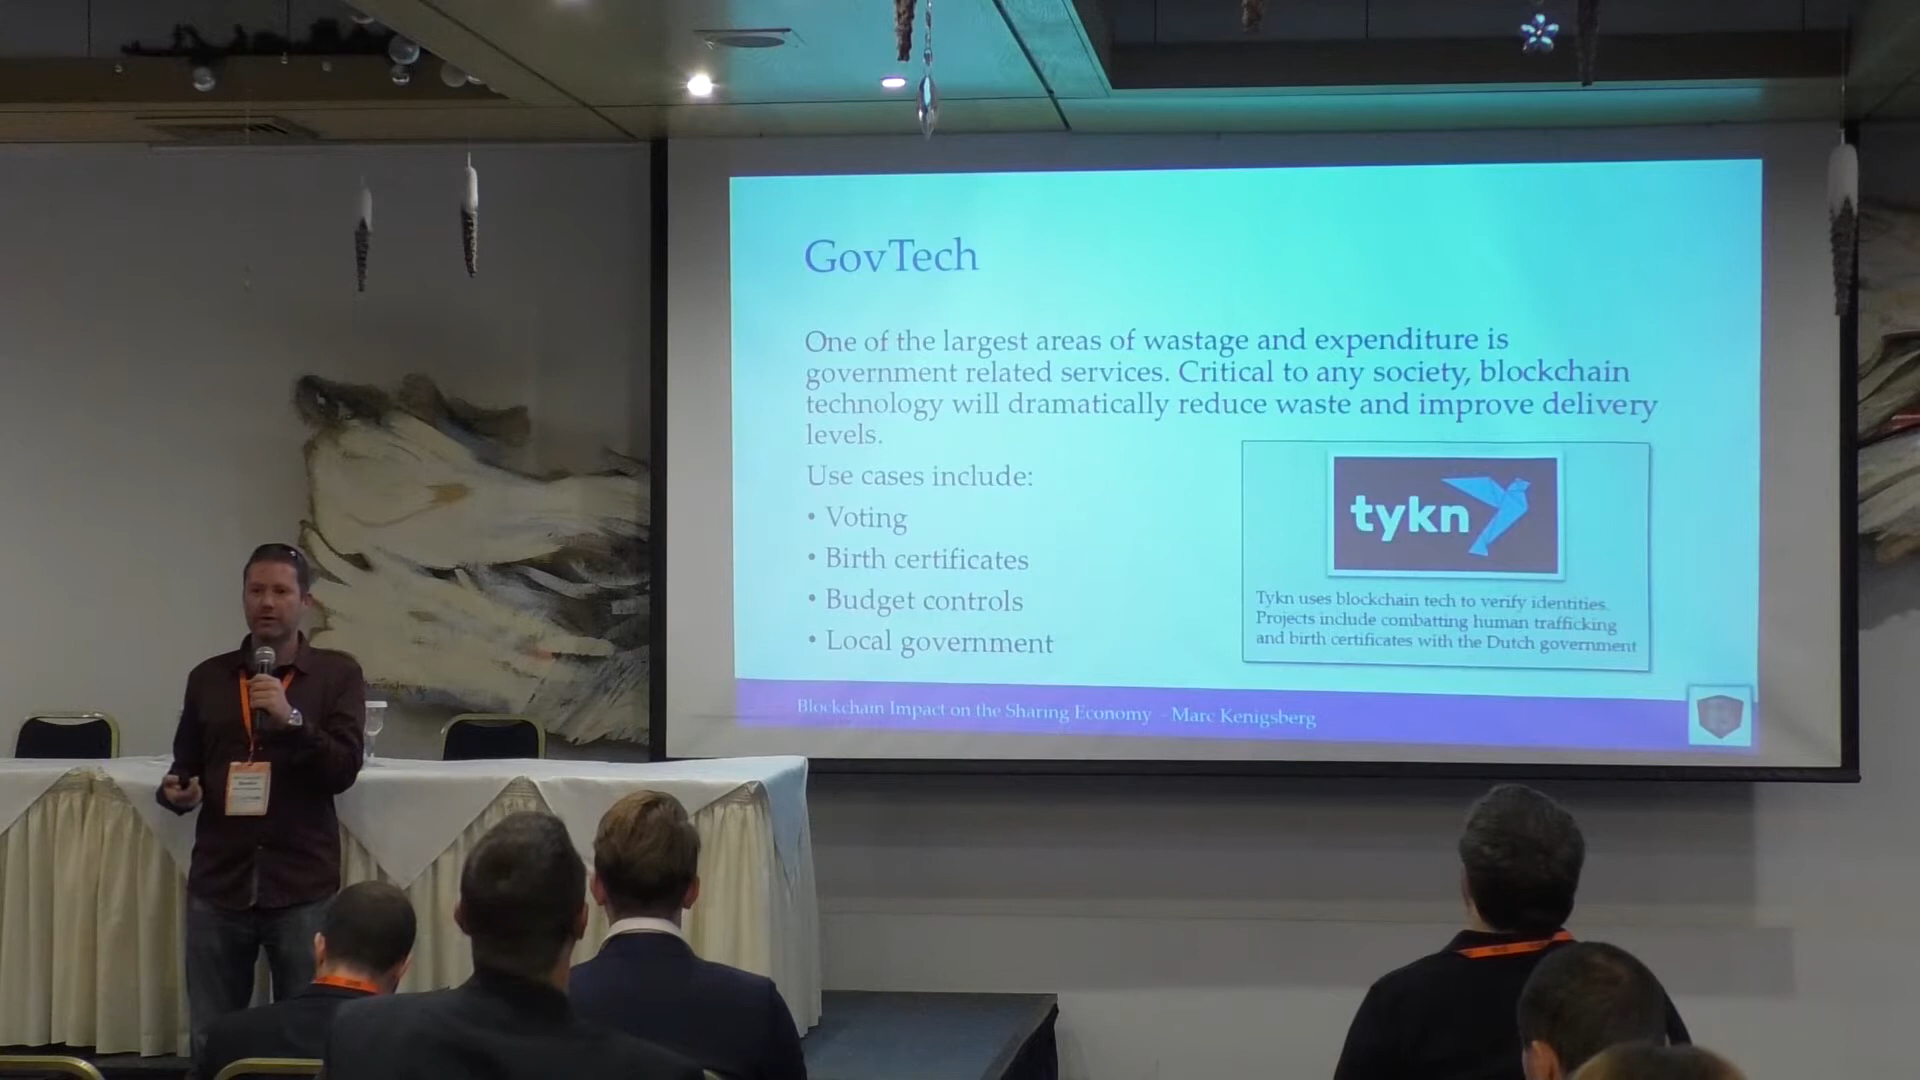 GovTech
One of the largest areas of wastage and expenditure is
government related services. Critical to any society, blockchain
technology will dramatically reduce waste and improve delivery
levels.
Use cases include:
• Voting
• Birth certificates
• Budget controls
• Local government
tykn
Tykn uses blockchain tech to verify identities.
Projects include combatting human trafficking
and birth certificates with the Dutch government
Blockchain Impact on the Sharing Economy - Marc Kenigsberg